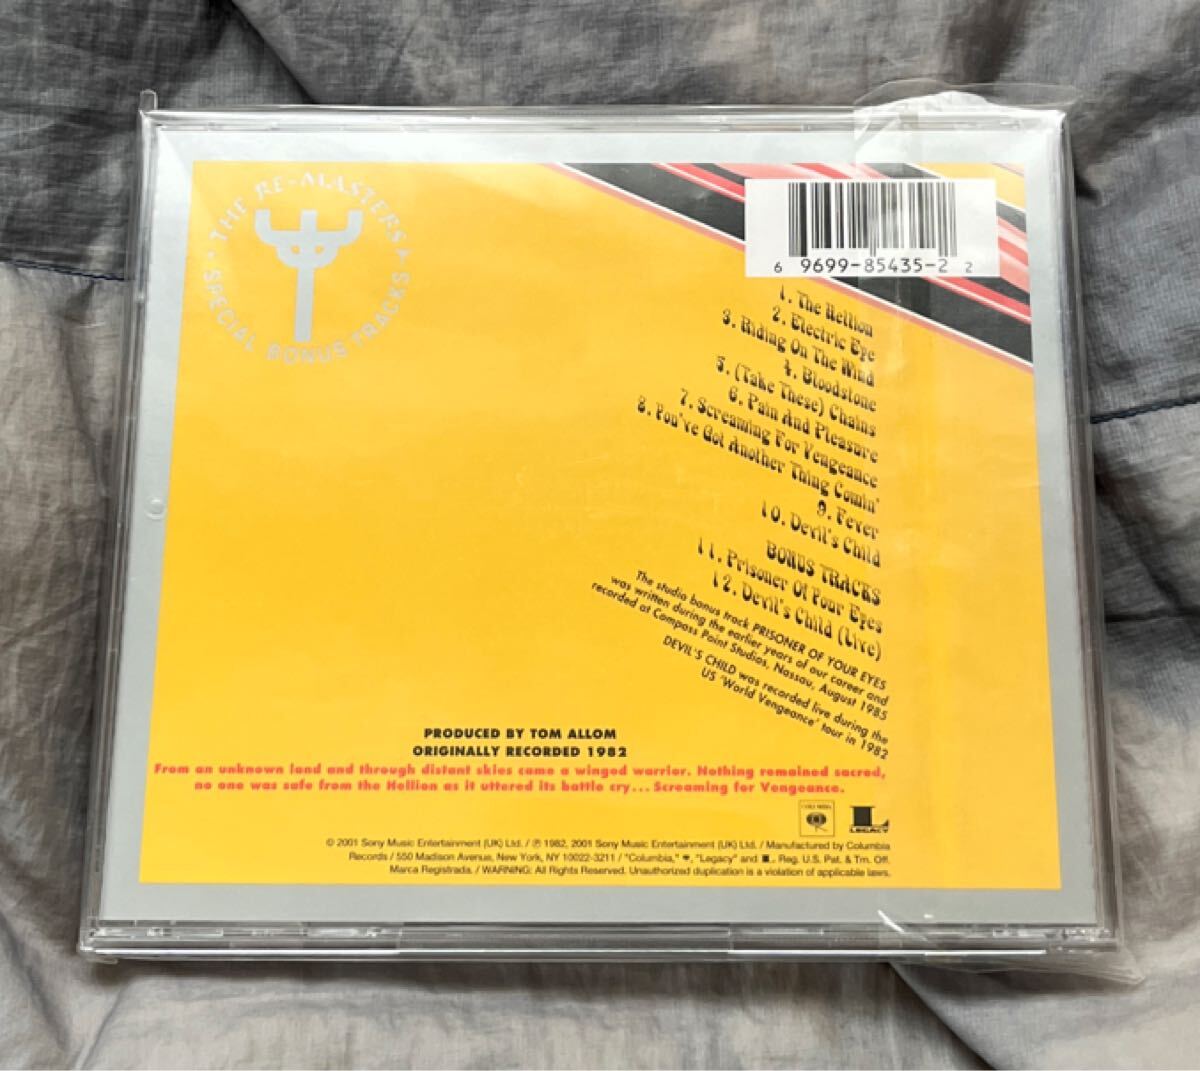 THE RE-MASTERS
SPECIAL BONUS TRACKS
6 9699-85435-2 2
1. The Hellion
2. Electric Eye
3. Riding On The Wind
4. Bloodstone
5. (Take These) Chains
6. Pain And Pleasure
7. Screaming For Vengeance
8. You've Got Another Thing Comin'
9. Fever
10. Devil's Child
BONUS TRACKS
11. Prisoner Of Your Eyes
12. Devil's Child (Live)
The studio bonus track PRISONER OF YOUR EYES
was written during the earlier years of our career and
recorded at Compass Point Studios, Nassau, August 1985
DEVIL'S CHILD was recorded live during the
US 'World Vengeance' tour in 1982
PRODUCED BY TOM ALLOM
ORIGINALLY RECORDED 1982
From an unknown land and through distant skies came a winged warrior. Nothing remained sacred,
no one was safe from the Hellion as it uttered its battle cry... Screaming for Vengeance.
COLUMBIA
LEGACY
© 2001 Sony Music Entertainment (UK) Ltd. / ℗ 1982, 2001 Sony Music Entertainment (UK) Ltd. / Manufactured by Columbia
Records / 550 Madison Avenue, New York, NY 10022-3211 / "Columbia," , "Legacy" and L Reg. U.S. Pat. & Tm. Off.
Marca Registrada. / WARNING: All Rights Reserved. Unauthorized duplication is a violation of applicable laws.